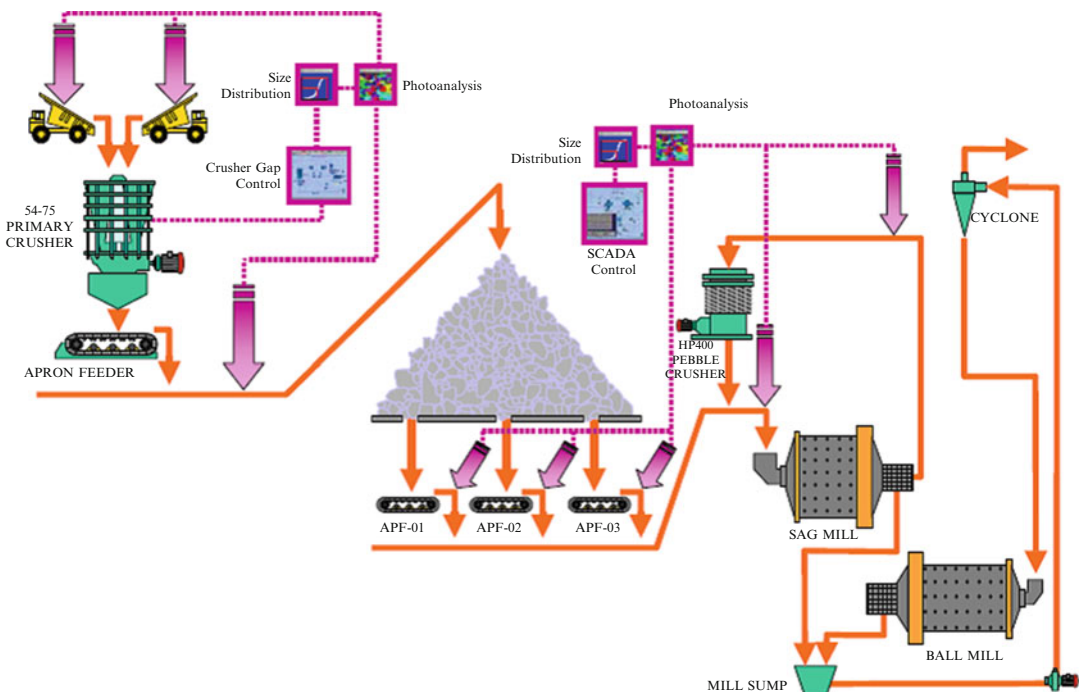 Size
Distribution
Photoanalysis
Crusher Gap
Control
54-75
PRIMARY
CRUSHER
APRON FEEDER
Photoanalysis
Size
Distribution
SCADA
Control
CYCLONE
HP400
PEBBLE
CRUSHER
APF-01
APF-02
APF-03
SAG MILL
BALL MILL
MILL SUMP